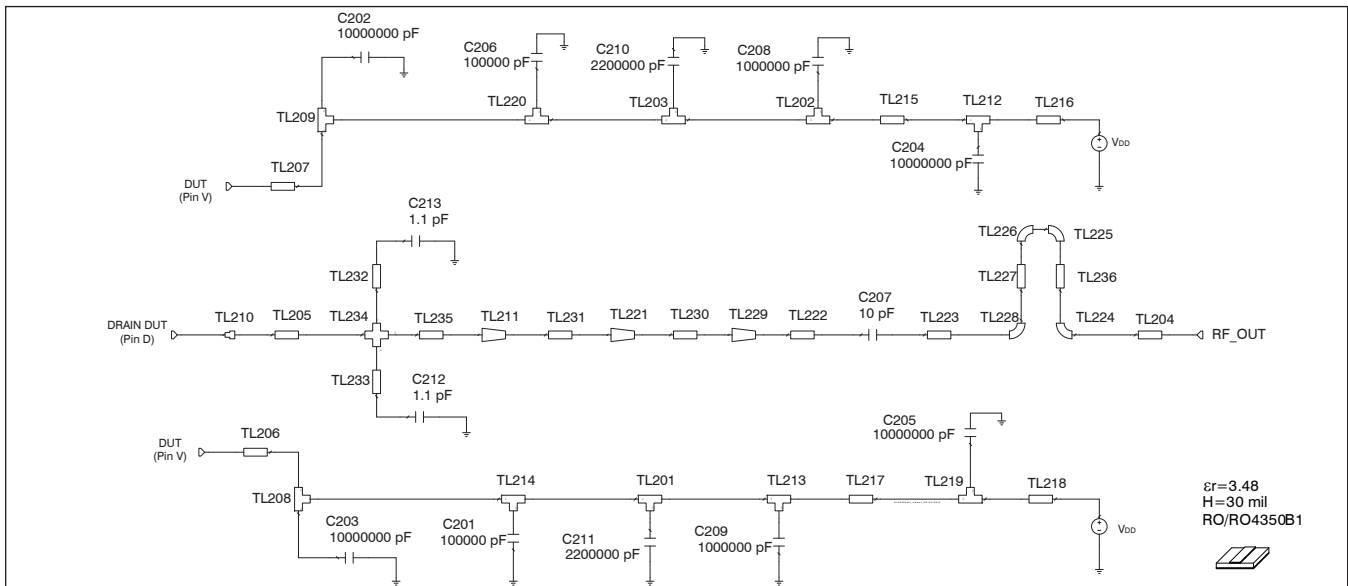 C202
10000000 pF
C206
100000 pF
C210
2200000 pF
C208
1000000 pF
TL209
TL220
TL203
TL202
TL215
TL212
TL216
C204
10000000 pF
VDD
TL207
DUT
(Pin V)
C213
1.1 pF
TL226
TL225
TL232
TL227
TL236
C207
10 pF
DRAIN DUT
(Pin D)
TL210
TL205
TL234
TL235
TL211
TL231
TL221
TL230
TL229
TL222
TL223
TL228
TL224
TL204
RF_OUT
TL233
C212
1.1 pF
DUT
(Pin V)
TL206
C205
10000000 pF
TL208
TL214
TL201
TL213
TL217
TL219
TL218
C203
10000000 pF
C201
100000 pF
C211
2200000 pF
C209
1000000 pF
VDD
εr=3.48
H=30 mil
RO/RO4350B1